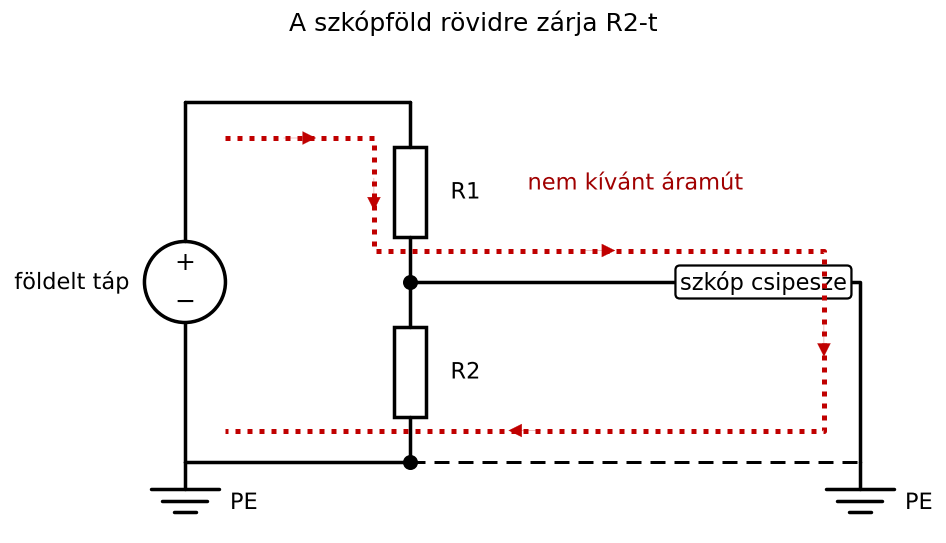 A szkópföld rövidre zárja R2-t
nem kívánt áramút
R1
földelt táp
+
−
szkóp csipesze
R2
PE
PE